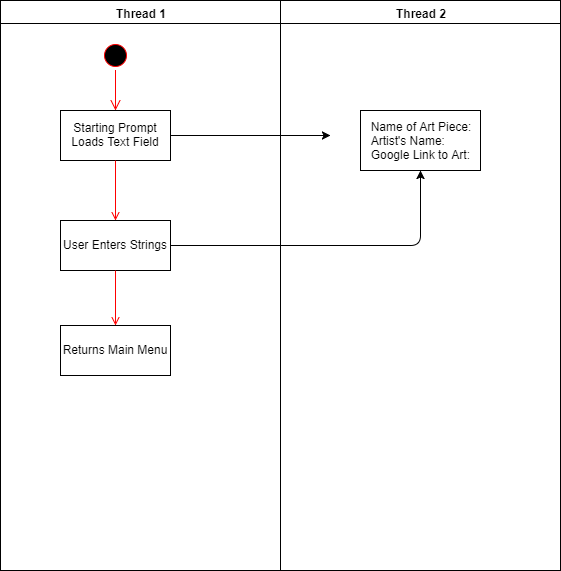 Thread 1
Thread 2
Starting Prompt
Loads Text Field
Name of Art Piece:
Artist's Name:
Google Link to Art:
User Enters Strings
Returns Main Menu